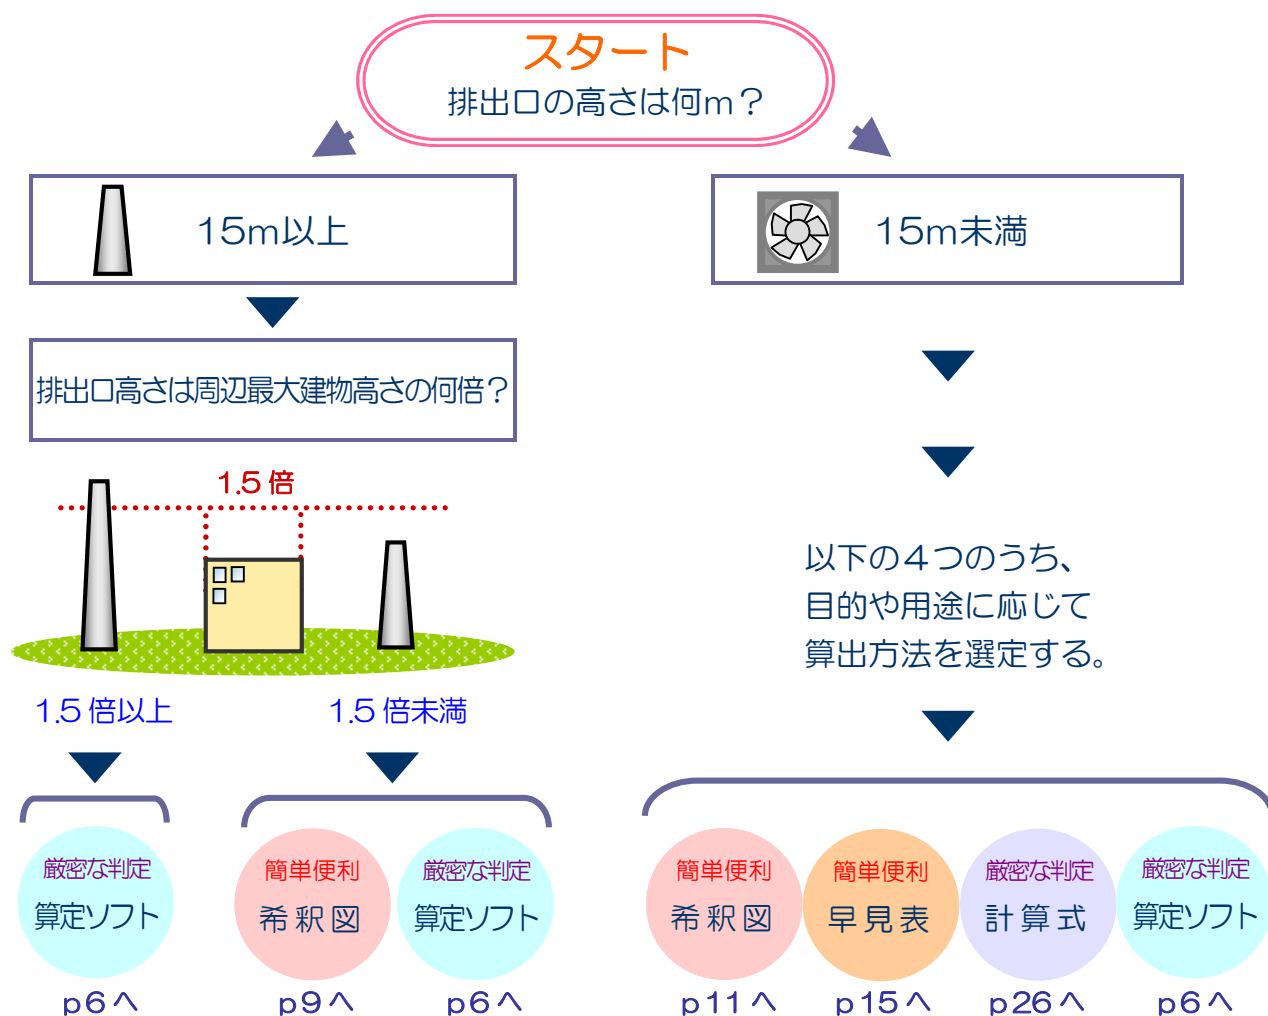 スタート
排出口の高さは何m？
15m以上
15m未満
排出口高さは周辺最大建物高さの何倍？
1.5倍
以下の４つのうち、
目的や用途に応じて
算出方法を選定する。
1.5倍以上
1.5倍未満
厳密な判定
算定ソフト
p6へ
簡単便利
希釈図
p9へ
厳密な判定
算定ソフト
p6へ
簡単便利
希釈図
p11へ
簡単便利
早見表
p15へ
厳密な判定
計算式
p26へ
厳密な判定
算定ソフト
p6へ